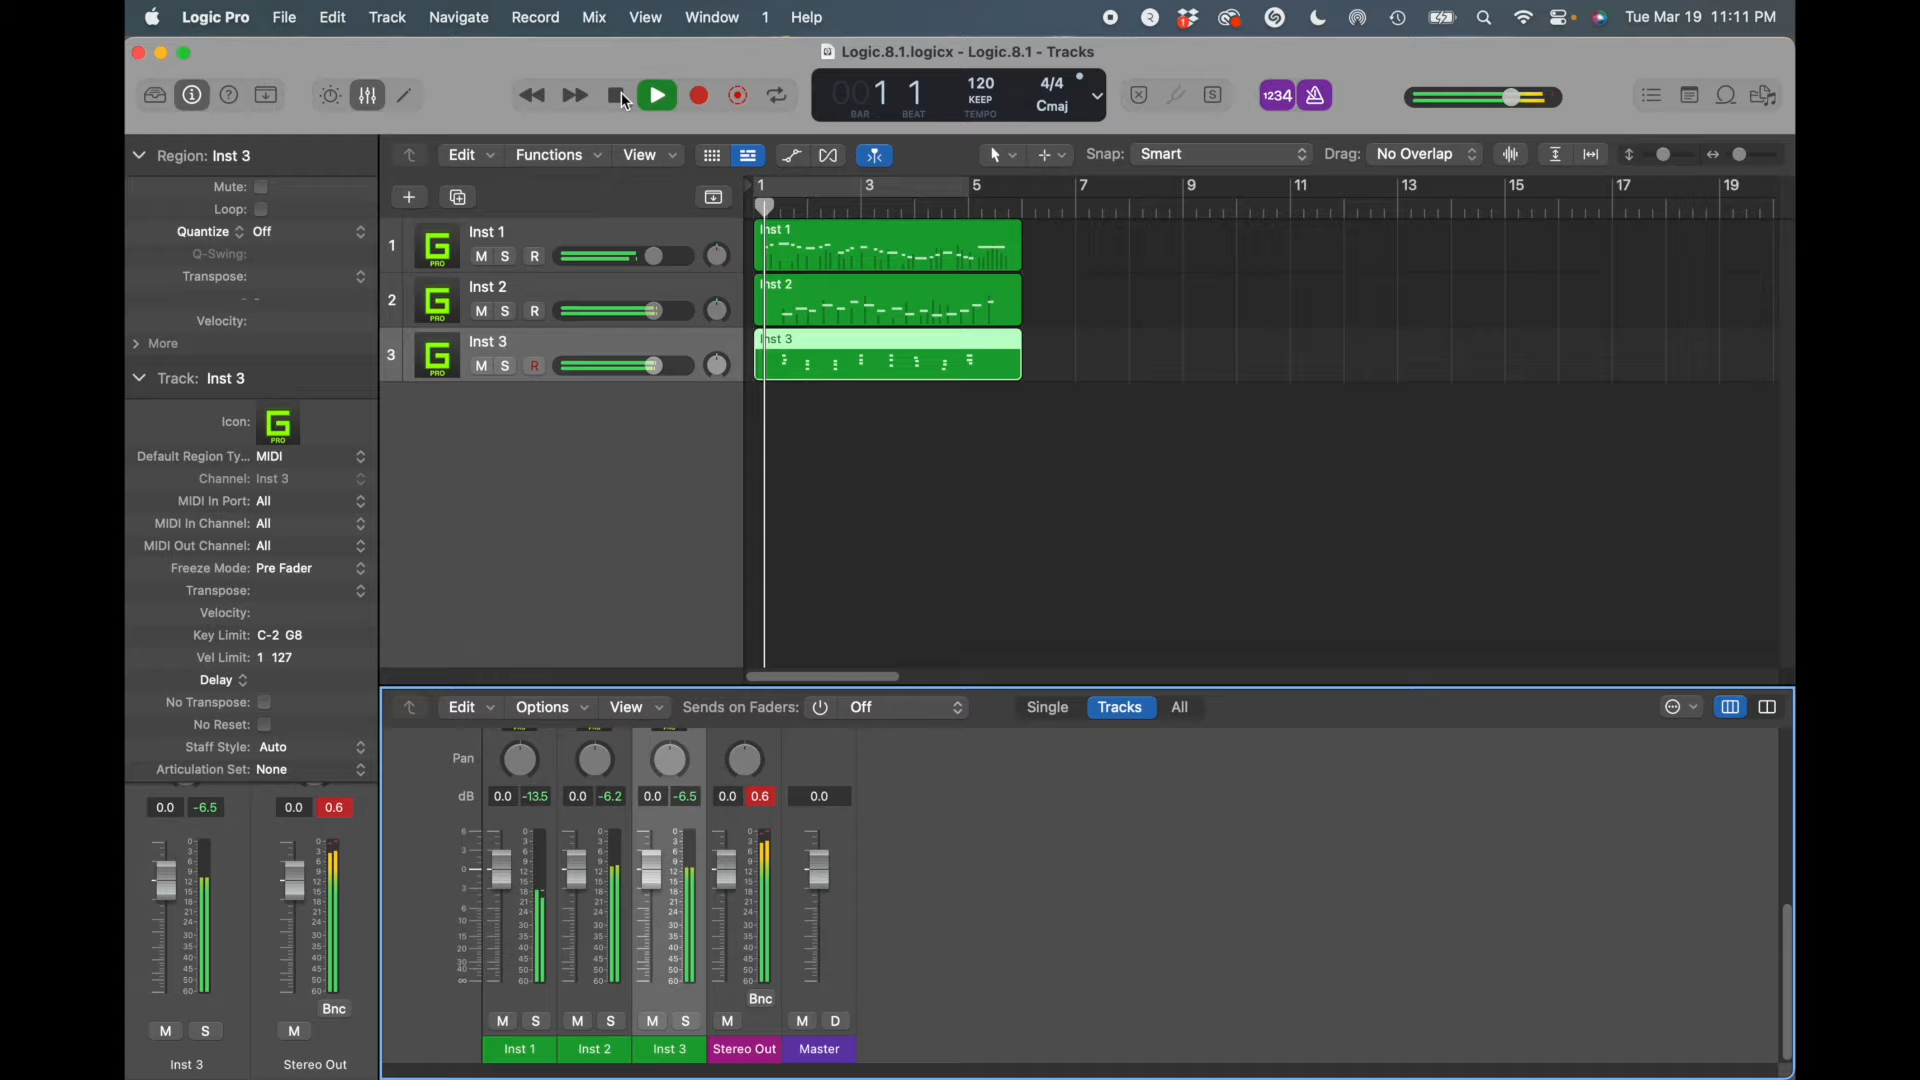 Logic Pro File Edit Track Navigate Record Mix View Window 1 Help
Tue Mar 19 11:11 PM
Logic.8.1.logicx - Logic.8.1 - Tracks
001 1 120 4/4
KEEP Cmaj
BAR BEAT TEMPO
1234
S
Region: Inst 3
Mute:
Loop:
Quantize Off
Q-Swing:
Transpose:
- -
Velocity:
More
Track: Inst 3
Icon:
G PRO
Default Region Ty... MIDI
Channel: Inst 3
MIDI In Port: All
MIDI In Channel: All
MIDI Out Channel: All
Freeze Mode: Pre Fader
Transpose:
Velocity:
Key Limit: C-2 G8
Vel Limit: 1 127
Delay
No Transpose:
No Reset:
Staff Style: Auto
Articulation Set: None
0.0 -6.5 0.0 0.6
Bnc
M S M
Inst 3 Stereo Out
Edit Functions View
Snap: Smart Drag: No Overlap
1 3 5 7 9 11 13 15 17 19
1 G PRO Inst 1
M S R
2 G PRO Inst 2
M S R
3 G PRO Inst 3
M S R
Inst 1
Inst 2
Inst 3
Edit Options View Sends on Faders: Off Single Tracks All
Pan
dB 0.0 -13.5 0.0 -6.2 0.0 -6.5 0.0 0.6 0.0
Bnc
M S M S M S M M D
Inst 1 Inst 2 Inst 3 Stereo Out Master